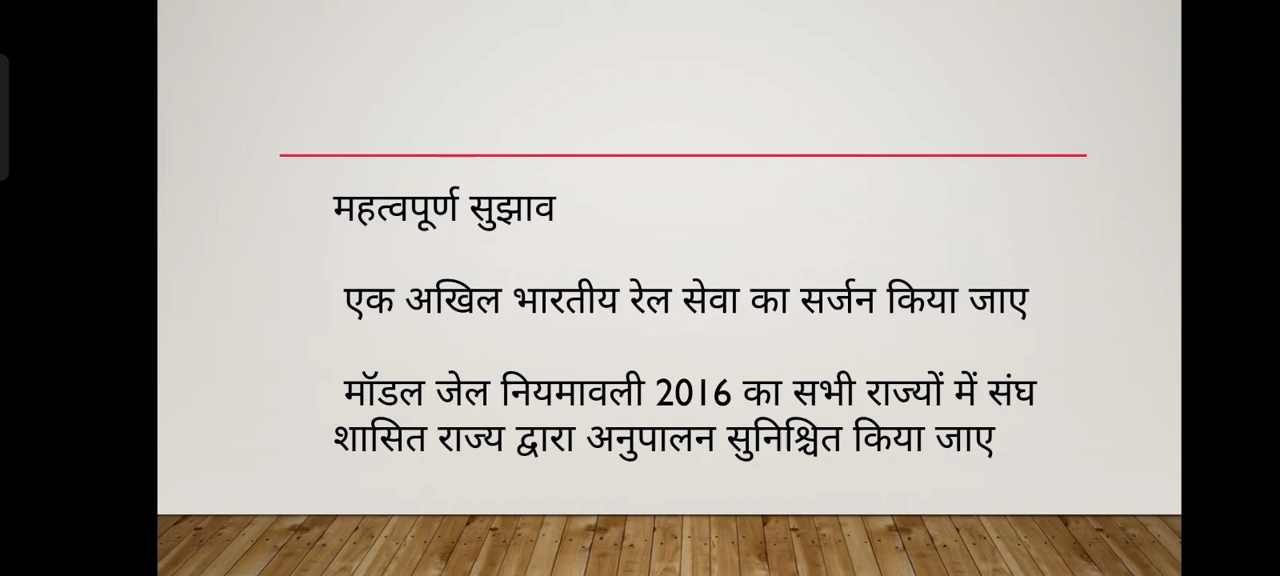 महत्वपूर्ण सुझाव
एक अखिल भारतीय रेल सेवा का सर्जन किया जाए
मॉडल जेल नियमावली 2016 का सभी राज्यों में संघ
शासित राज्य द्वारा अनुपालन सुनिश्चित किया जाए